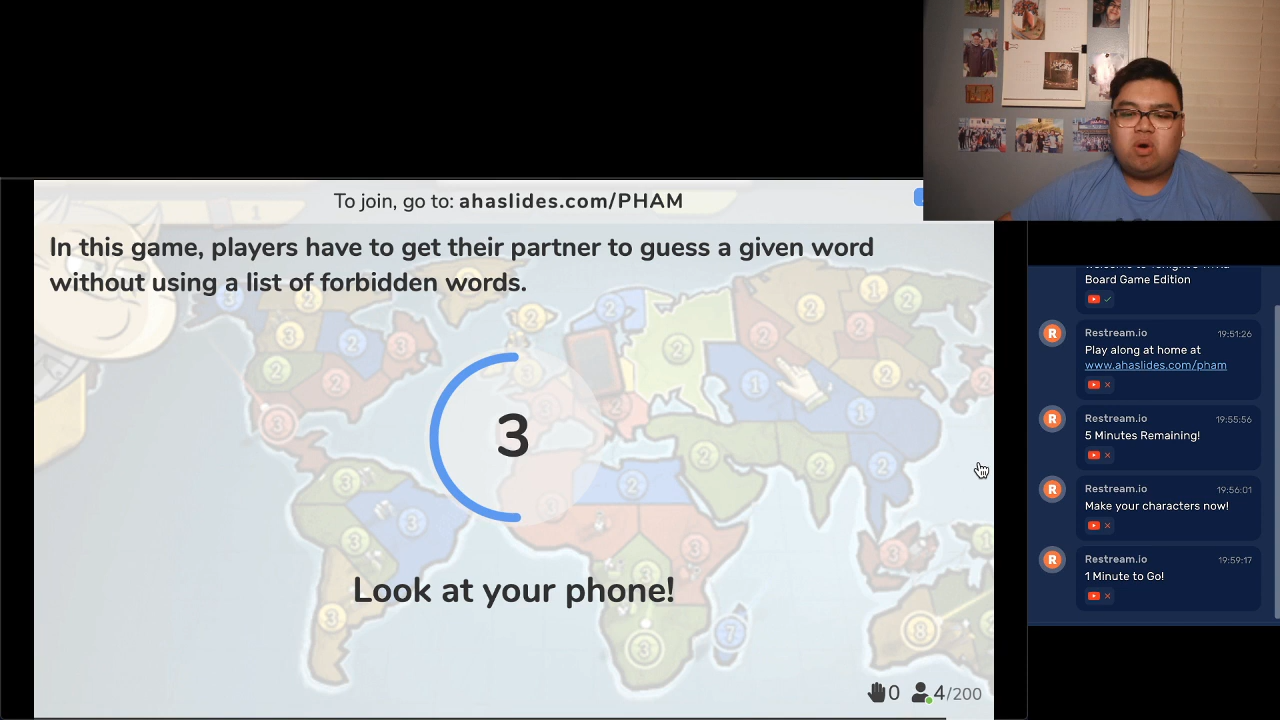 To join, go to: ahaslides.com/PHAM
In this game, players have to get their partner to guess a given word
without using a list of forbidden words.
3
Look at your phone!
0 4/200
Board Game Edition
Restream.io 19:51:26
Play along at home at
www.ahaslides.com/pham
Restream.io 19:55:56
5 Minutes Remaining!
Restream.io 19:56:01
Make your characters now!
Restream.io 19:59:17
1 Minute to Go!